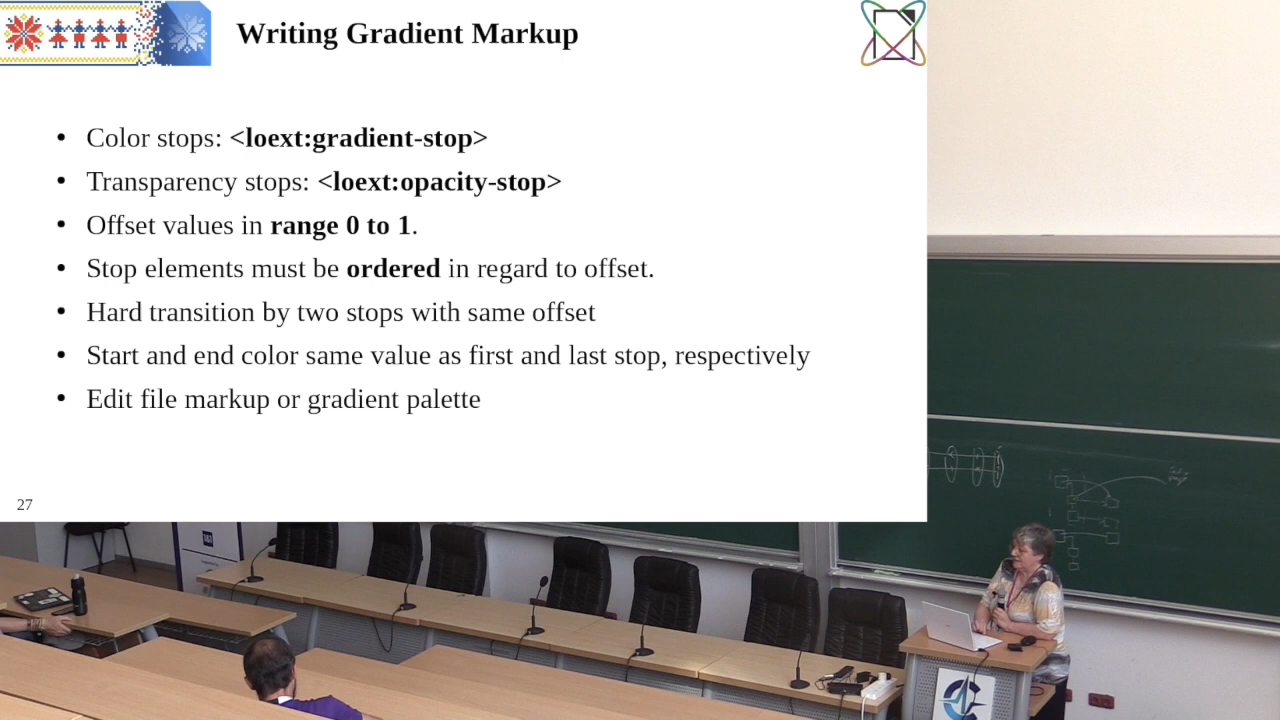 Writing Gradient Markup
• Color stops: <loext:gradient-stop>
• Transparency stops: <loext:opacity-stop>
• Offset values in range 0 to 1.
• Stop elements must be ordered in regard to offset.
• Hard transition by two stops with same offset
• Start and end color same value as first and last stop, respectively
• Edit file markup or gradient palette
27